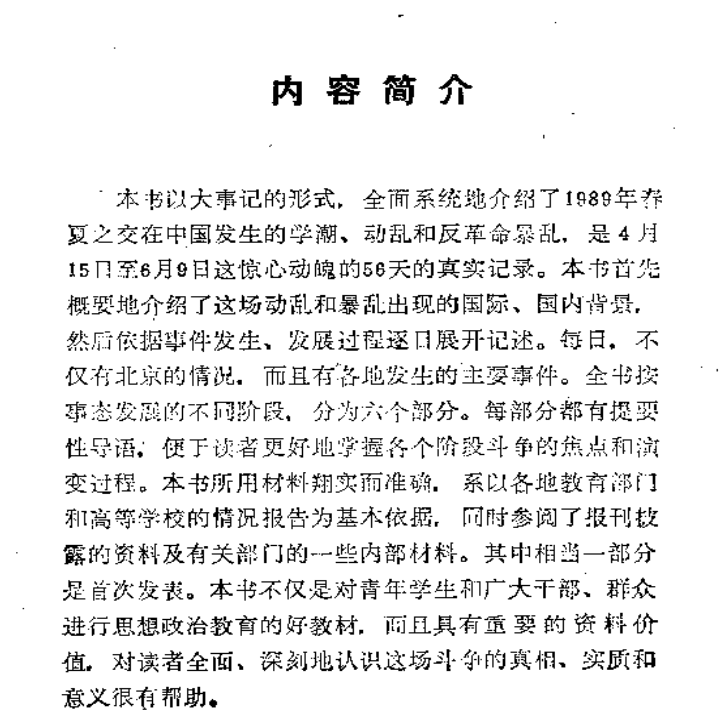 内容简介
本书以大事记的形式，全面系统地介绍了1989年春
夏之交在中国发生的学潮、动乱和反革命暴乱，是4月
15日至6月9日这惊心动魄的56天的真实记录。本书首先
概要地介绍了这场动乱和暴乱出现的国际、国内背景，
然后依据事件发生、发展过程逐日展开记述。每日，不
仅有北京的情况，而且有各地发生的主要事件。全书按
事态发展的不同阶段，分为六个部分。每部分都有提要
性导语，便于读者更好地掌握各个阶段斗争的焦点和演
变过程。本书所用材料翔实而准确，系以各地教育部门
和高等学校的情况报告为基本依据，同时参阅了报刊披
露的资料及有关部门的一些内部材料。其中相当一部分
是首次发表。本书不仅是对青年学生和广大干部、群众
进行思想政治教育的好教材，而且具有重要的资料价
值，对读者全面、深刻地认识这场斗争的真相、实质和
意义很有帮助。